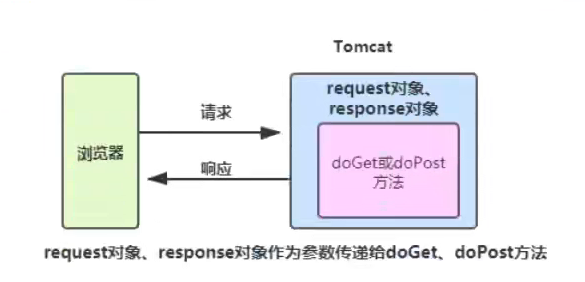 Tomcat
request对象、
response对象
请求
浏览器
doGet或doPost
方法
响应
request对象、response对象作为参数传递给doGet、doPost方法